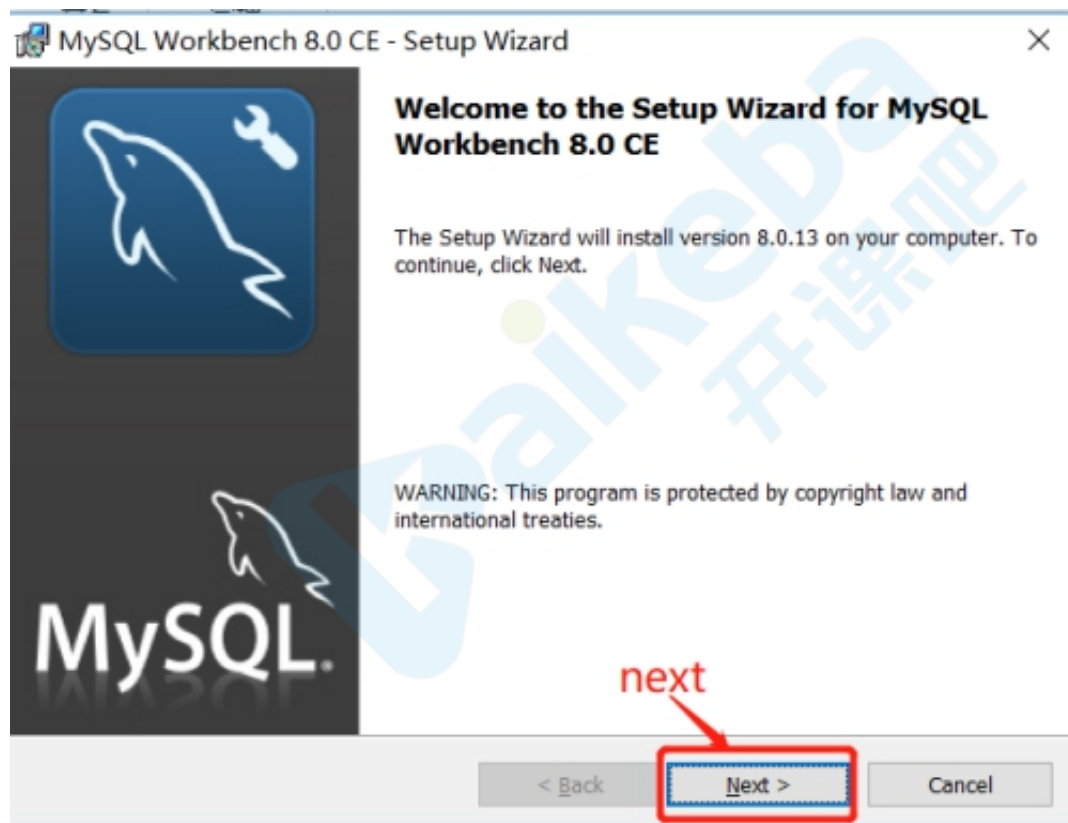 MySQL Workbench 8.0 CE - Setup Wizard
Welcome to the Setup Wizard for MySQL
Workbench 8.0 CE
The Setup Wizard will install version 8.0.13 on your computer. To
continue, click Next.
WARNING: This program is protected by copyright law and
international treaties.
MySQL
next
< Back
Next >
Cancel
Kaikeba
开课吧